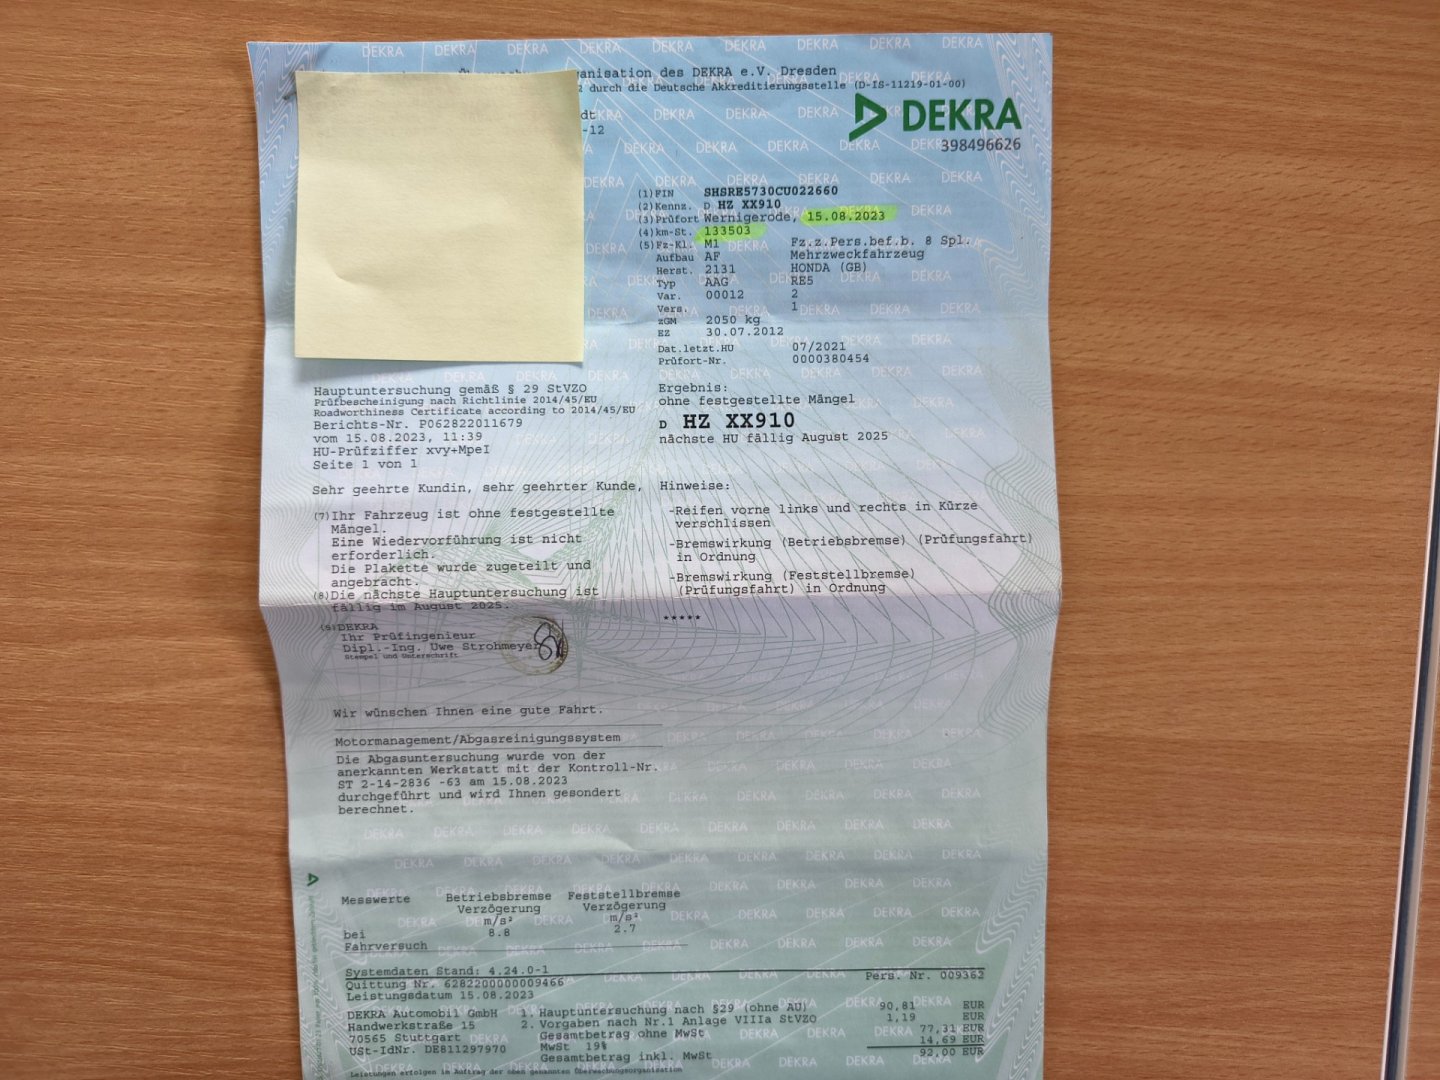 Organisation des DEKRA e.V. Dresden
durch die Deutsche Akkreditierungsstelle (D-IS-11219-01-00)
-12
DEKRA
398496626
(1)FIN SHSRE5730CU022660
(2)Kennz. D HZ XX910
(3)Prüfort Wernigerode, 15.08.2023
(4)km-St. 133503
(5)Fz-Kl. M1 Fz.z.Pers.bef.b. 8 Spl.
Aufbau AF Mehrzweckfahrzeug
Herst. 2131 HONDA (GB)
Typ AAG RE5
Var. 00012 2
Vers. 1
zGM 2050 kg
EZ 30.07.2012
Dat.letzt.HU 07/2021
Prüfort-Nr. 0000380454
Hauptuntersuchung gemäß § 29 StVZO
Prüfbescheinigung nach Richtlinie 2014/45/EU
Roadworthiness Certificate according to 2014/45/EU
Berichts-Nr. P062822011679
vom 15.08.2023, 11:39
HU-Prüfziffer xvy+MpeI
Seite 1 von 1
Ergebnis:
ohne festgestellte Mängel
D HZ XX910
nächste HU fällig August 2025
Sehr geehrte Kundin, sehr geehrter Kunde,
(7)Ihr Fahrzeug ist ohne festgestellte
Mängel.
Eine Wiedervorführung ist nicht
erforderlich.
Die Plakette wurde zugeteilt und
angebracht.
(8)Die nächste Hauptuntersuchung ist
fällig im August 2025.
(9)DEKRA
Ihr Prüfingenieur
Dipl.-Ing. Uwe Strohmeyer
Stempel und Unterschrift
Hinweise:
-Reifen vorne links und rechts in Kürze
verschlissen
-Bremswirkung (Betriebsbremse) (Prüfungsfahrt)
in Ordnung
-Bremswirkung (Feststellbremse)
(Prüfungsfahrt) in Ordnung
*****
Wir wünschen Ihnen eine gute Fahrt.
Motormanagement/Abgasreinigungssystem
Die Abgasuntersuchung wurde von der
anerkannten Werkstatt mit der Kontroll-Nr.
ST 2-14-2836 -63 am 15.08.2023
durchgeführt und wird Ihnen gesondert
berechnet.
Messwerte Betriebsbremse Feststellbremse
Verzögerung Verzögerung
m/s² m/s²
bei 8.8 2.7
Fahrversuch
Systemdaten Stand: 4.24.0-1 Pers. Nr. 009362
Quittung Nr. 6282200000009466
Leistungsdatum 15.08.2023
DEKRA Automobil GmbH 1. Hauptuntersuchung nach §29 (ohne AU) 90,81 EUR
Handwerkstraße 15 2. Vorgaben nach Nr.1 Anlage VIIIa StVZO 1,19 EUR
70565 Stuttgart Gesamtbetrag ohne MwSt 77,31 EUR
USt-IdNr. DE811297970 MwSt 19% 14,69 EUR
Gesamtbetrag inkl. MwSt 92,00 EUR
Leistungen erfolgen im Auftrag der oben genannten Überwachungsorganisation